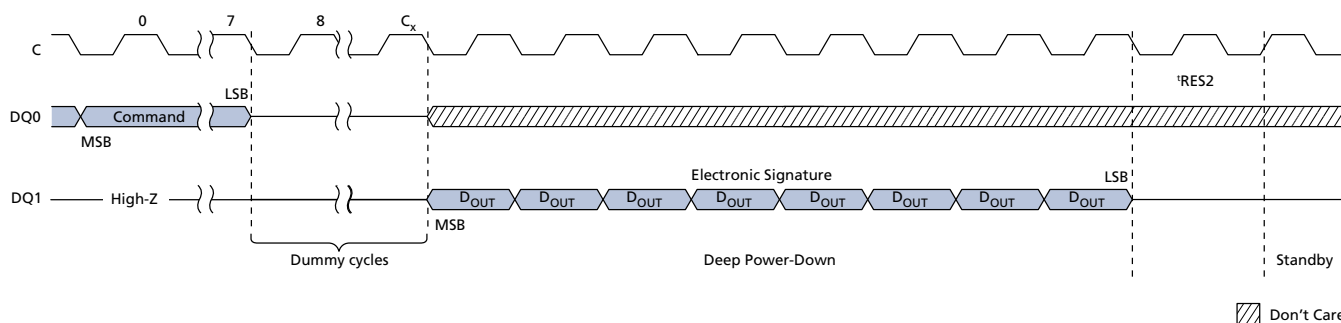 0 7 8 Cx
C
tRES2
LSB
DQ0 Command
MSB
Electronic Signature LSB
DQ1 High-Z DOUT DOUT DOUT DOUT DOUT DOUT DOUT DOUT
MSB
Dummy cycles Deep Power-Down Standby
Don't Care